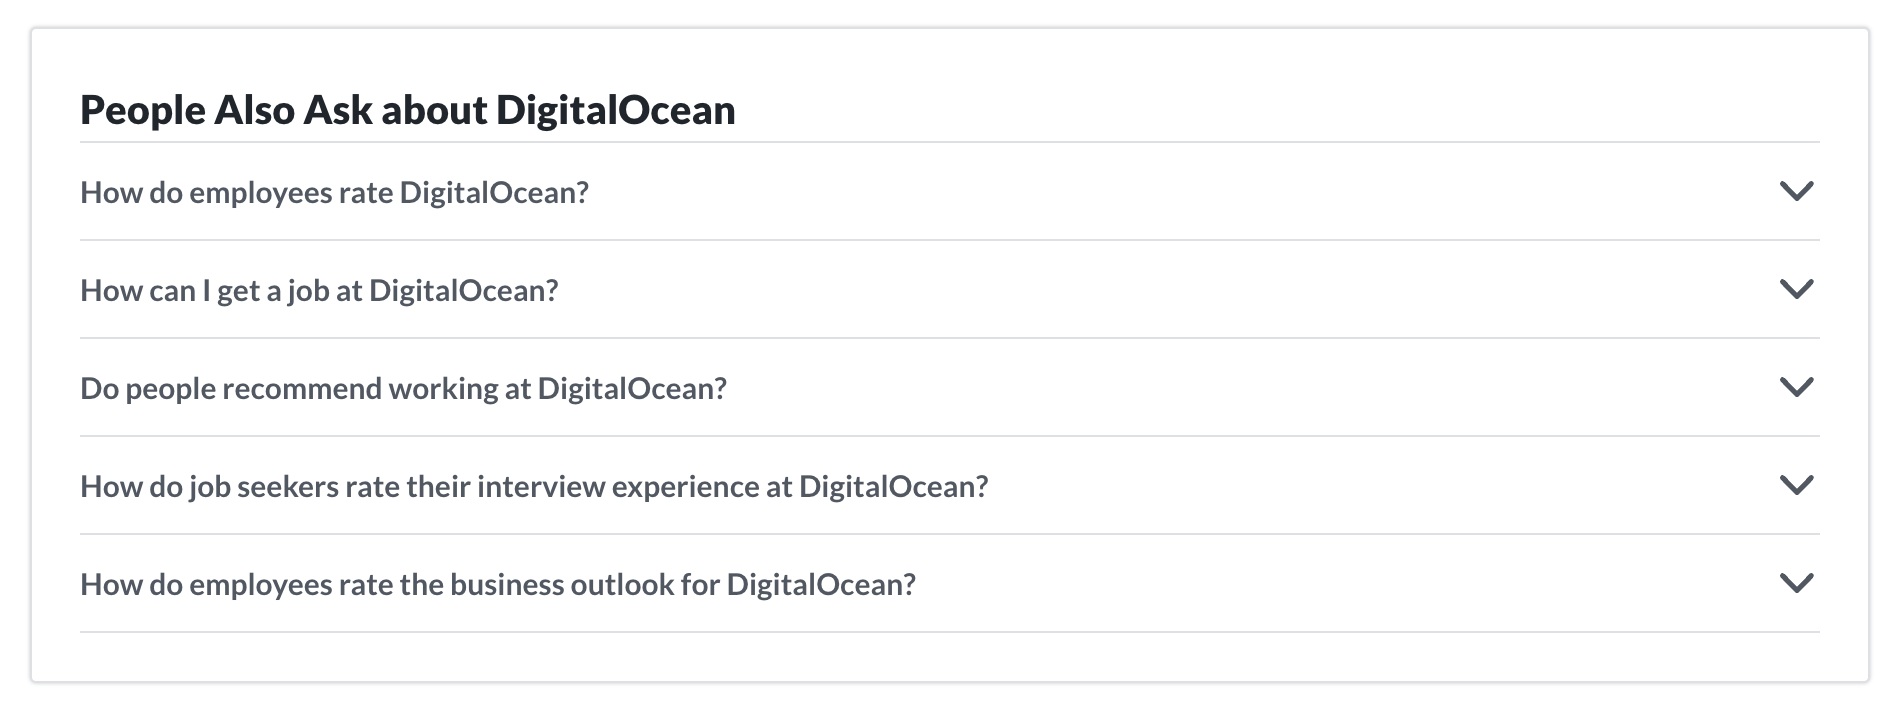 People Also Ask about DigitalOcean
How do employees rate DigitalOcean?
How can I get a job at DigitalOcean?
Do people recommend working at DigitalOcean?
How do job seekers rate their interview experience at DigitalOcean?
How do employees rate the business outlook for DigitalOcean?